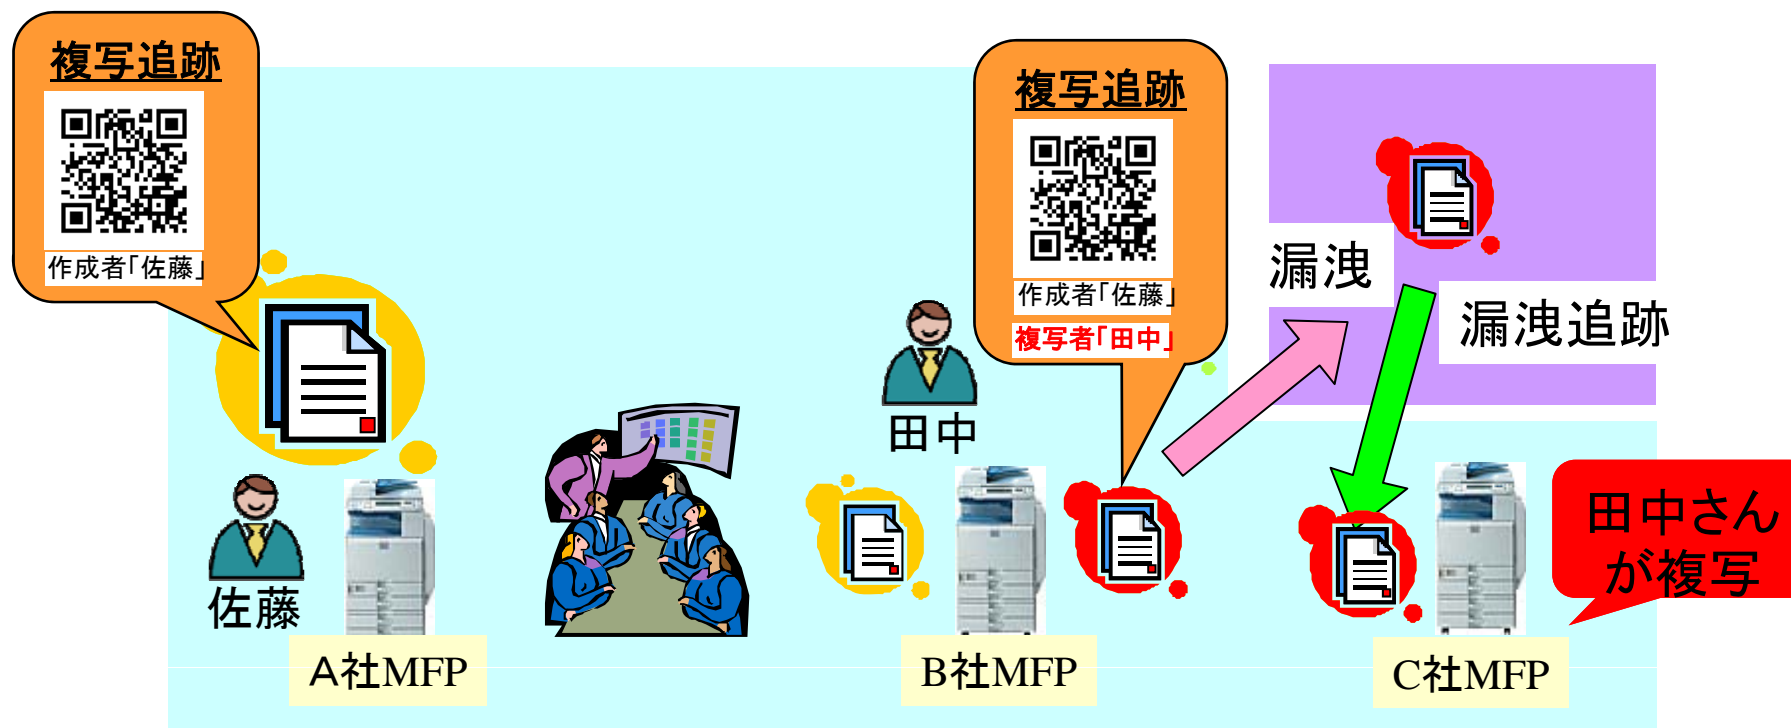 複写追跡
作成者「佐藤」
佐藤
A社MFP
複写追跡
作成者「佐藤」
複写者「田中」
田中
B社MFP
漏洩
漏洩追跡
田中さん
が複写
C社MFP